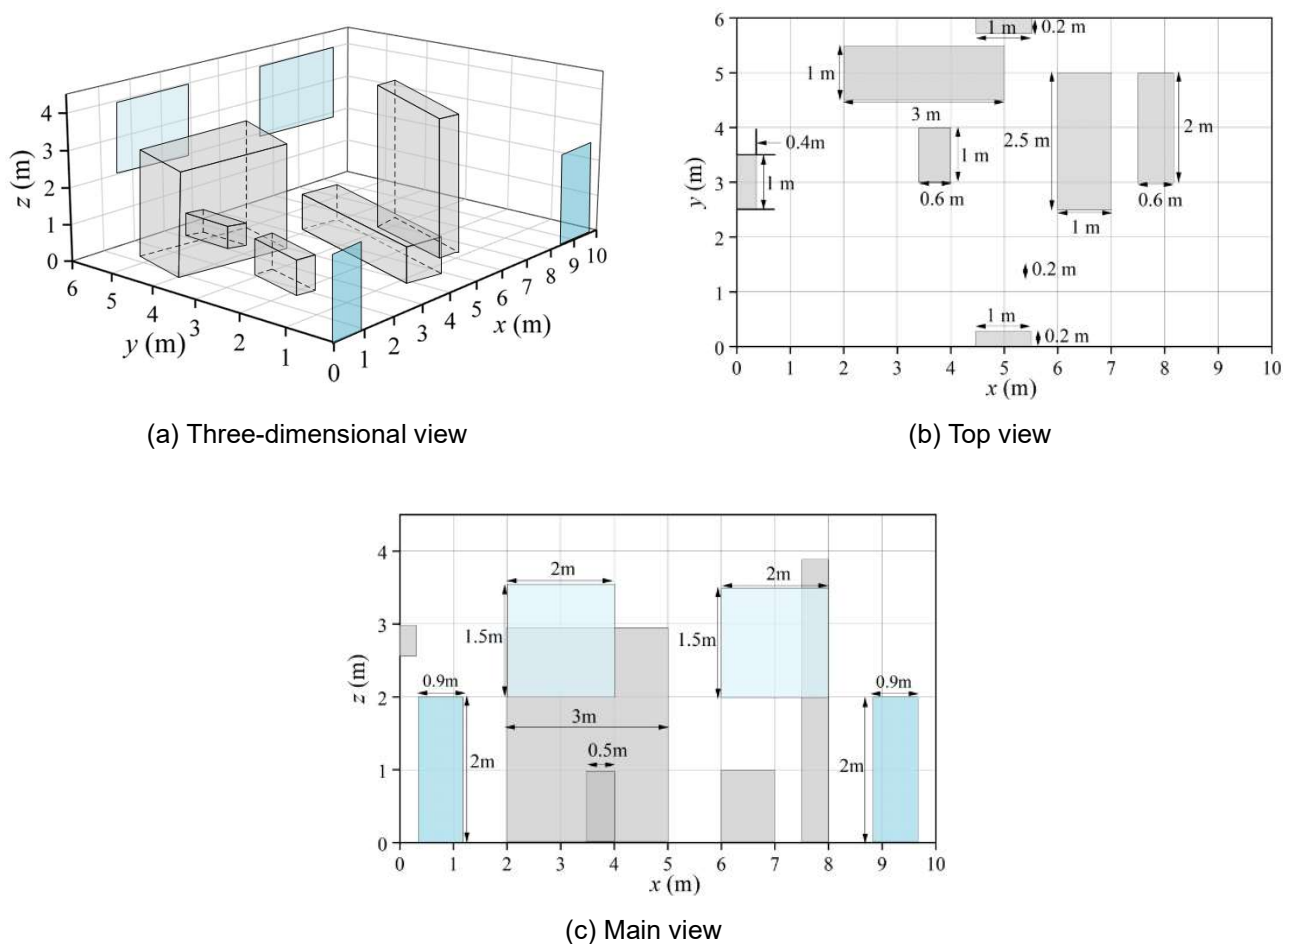 4
3
2
1
0
z (m)
6
5
4
3
2
1
0
y (m)
1
2
3
4
5
6
7
8
9
10
x (m)
(a) Three-dimensional view
6
5
4
3
2
1
0
y (m)
1 m
0.2 m
1 m
3 m
0.4m
1 m
1 m
0.6 m
2.5 m
1 m
2 m
0.6 m
0.2 m
1 m
0.2 m
0 1 2 3 4 5 6 7 8 9 10
x (m)
(b) Top view
4
3
2
1
0
z (m)
2m
1.5m
2m
1.5m
0.9m
2m
3m
0.5m
0.9m
2m
0 1 2 3 4 5 6 7 8 9 10
x (m)
(c) Main view